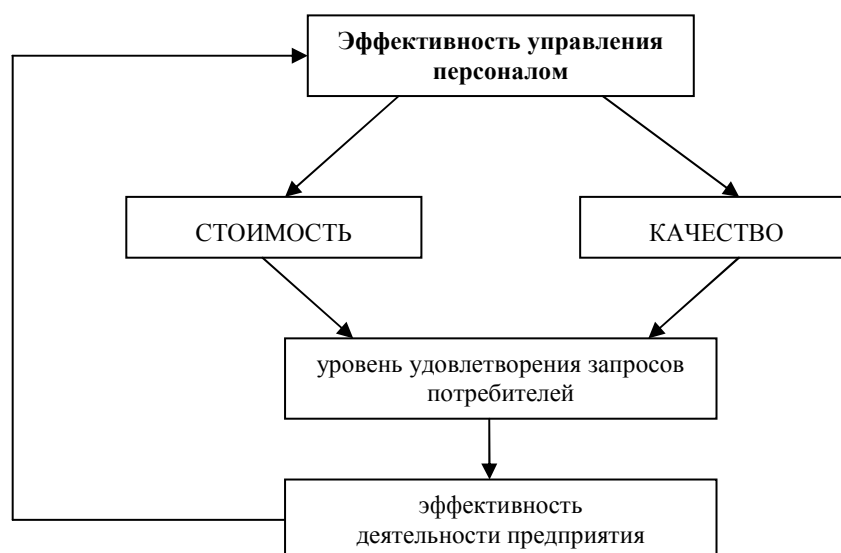 Эффективность управления
персоналом
СТОИМОСТЬ
КАЧЕСТВО
уровень удовлетворения запросов
потребителей
эффективность
деятельности предприятия